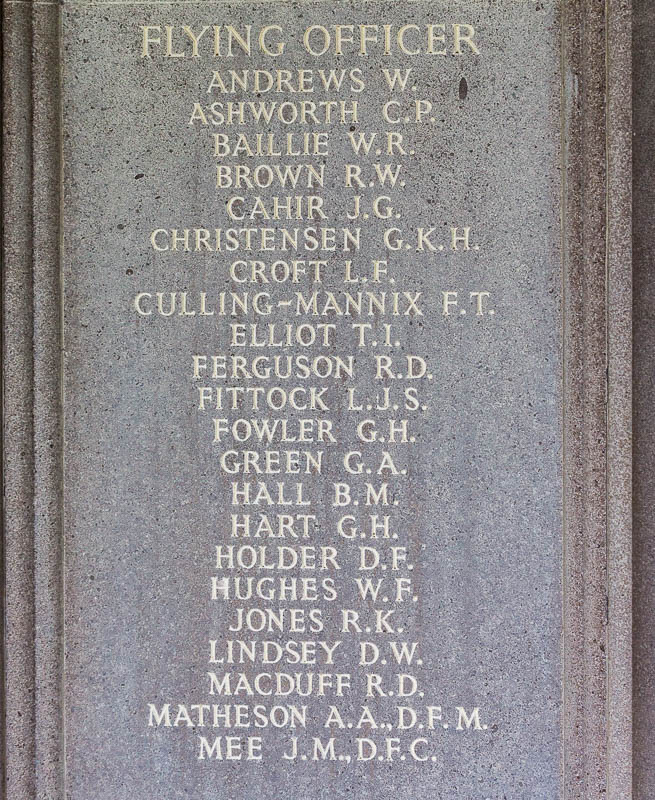 FLYING OFFICER
ANDREWS W.
ASHWORTH C.P.
BAILLIE W.R.
BROWN R.W.
CAHIR J.G.
CHRISTENSEN G.K.H.
CROFT L.F.
CULLING-MANNIX F.T.
ELLIOT T.I.
FERGUSON R.D.
FITTOCK L.J.S.
FOWLER G.H.
GREEN G.A.
HALL B.M.
HART G.H.
HOLDER D.F.
HUGHES W.F.
JONES R.K.
LINDSEY D.W.
MACDUFF R.D.
MATHESON A.A.,D.F.M.
MEE J.M.,D.F.C.